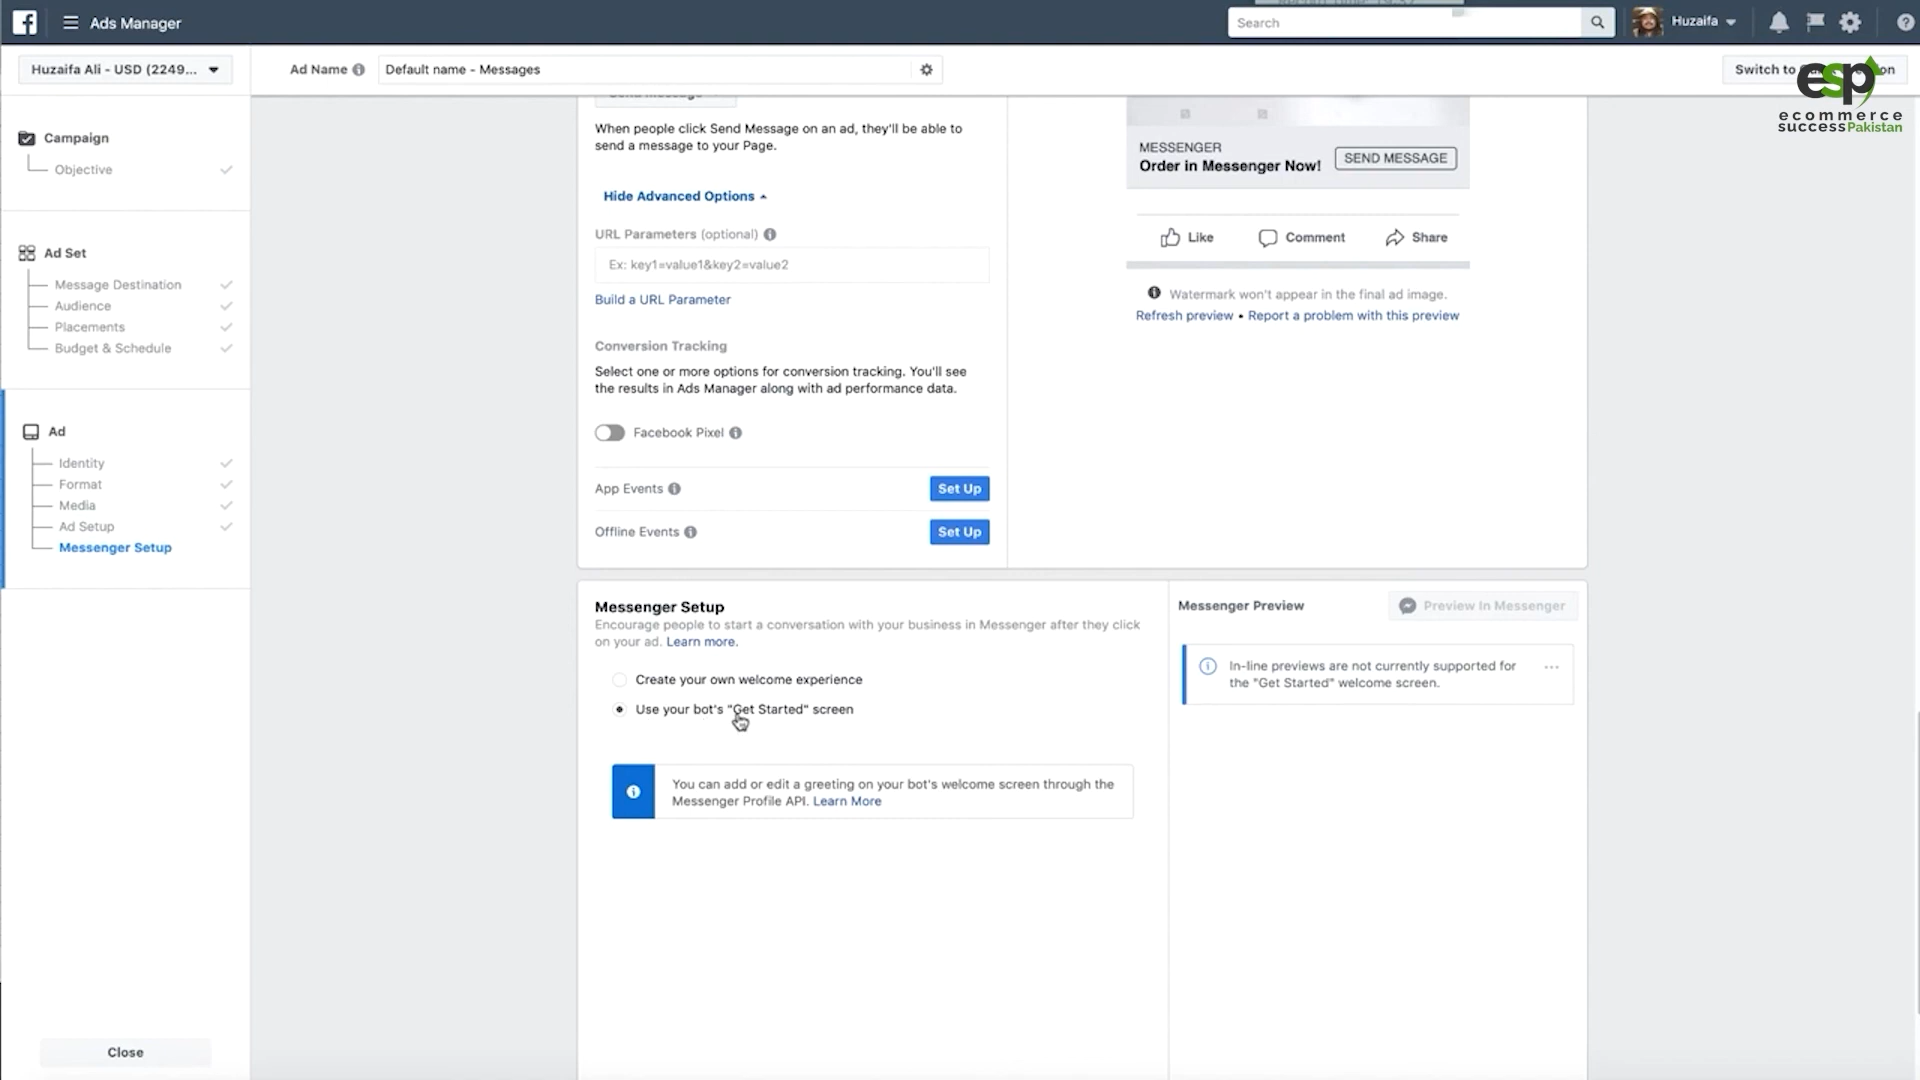 Ads Manager
Search
Huzaifa
Huzaifa Ali - USD (2249...
Ad Name
Default name - Messages
Switch to
esp
ecommerce
successPakistan
Campaign
Objective
Ad Set
Message Destination
Audience
Placements
Budget & Schedule
Ad
Identity
Format
Media
Ad Setup
Messenger Setup
Close
When people click Send Message on an ad, they'll be able to
send a message to your Page.
Hide Advanced Options
URL Parameters (optional)
Ex: key1=value1&key2=value2
Build a URL Parameter
Conversion Tracking
Select one or more options for conversion tracking. You'll see
the results in Ads Manager along with ad performance data.
Facebook Pixel
App Events
Set Up
Offline Events
Set Up
MESSENGER
Order in Messenger Now!
SEND MESSAGE
Like
Comment
Share
Watermark won't appear in the final ad image.
Refresh preview • Report a problem with this preview
Messenger Setup
Encourage people to start a conversation with your business in Messenger after they click
on your ad. Learn more.
Create your own welcome experience
Use your bot's "Get Started" screen
You can add or edit a greeting on your bot's welcome screen through the
Messenger Profile API. Learn More
Messenger Preview
Preview In Messenger
In-line previews are not currently supported for
the "Get Started" welcome screen.